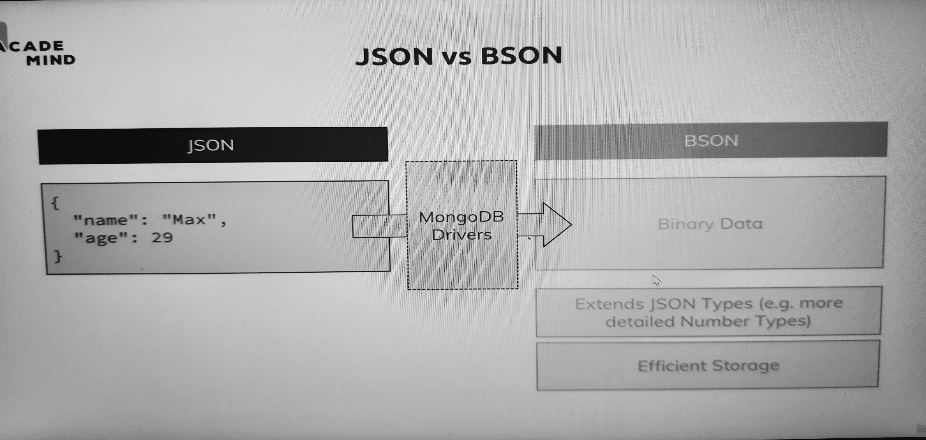 ACADE
MIND
JSON vs BSON
JSON
{
"name": "Max",
"age": 29
}
MongoDB
Drivers
BSON
Binary Data
Extends JSON Types (e.g. more
detailed Number Types)
Efficient Storage